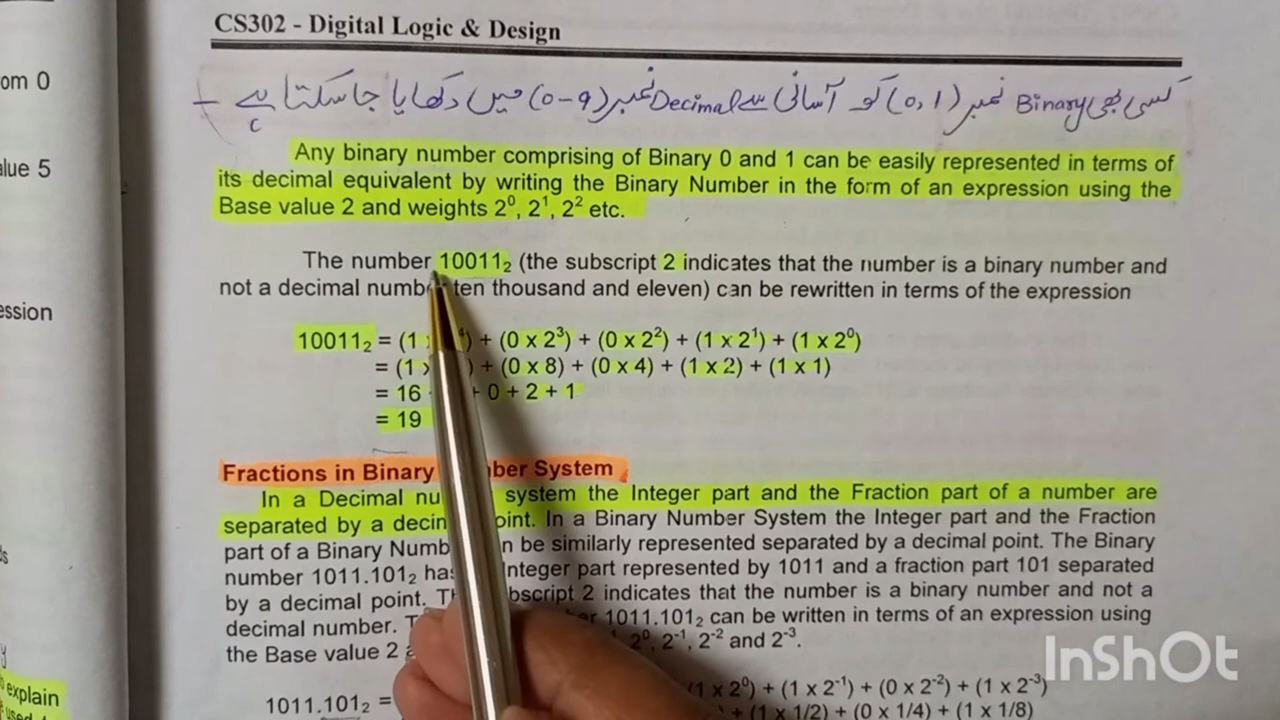 CS302 - Digital Logic & Design
om 0
alue 5
ession
explain
کسی بھی Binary نمبر (0,1) کو آسانی سے Decimal نمبر (0-9) میں دکھایا جا سکتا ہے
Any binary number comprising of Binary 0 and 1 can be easily represented in terms of
its decimal equivalent by writing the Binary Number in the form of an expression using the
Base value 2 and weights 2⁰, 2¹, 2² etc.
The number 10011₂ (the subscript 2 indicates that the number is a binary number and
not a decimal numb ten thousand and eleven) can be rewritten in terms of the expression
10011₂ = (1 ⁴) + (0 x 2³) + (0 x 2²) + (1 x 2¹) + (1 x 2⁰)
= (1 ) + (0 x 8) + (0 x 4) + (1 x 2) + (1 x 1)
= 16 + 0 + 2 + 1
= 19
Fractions in Binary ber System
In a Decimal nu system the Integer part and the Fraction part of a number are
separated by a decim oint. In a Binary Number System the Integer part and the Fraction
part of a Binary Numb n be similarly represented separated by a decimal point. The Binary
number 1011.101₂ has Integer part represented by 1011 and a fraction part 101 separated
by a decimal point. T bscript 2 indicates that the number is a binary number and not a
decimal number. T er 1011.101₂ can be written in terms of an expression using
the Base value 2 2⁰, 2⁻¹, 2⁻² and 2⁻³.
1011.101₂ = (1 x 2⁰) + (1 x 2⁻¹) + (0 x 2⁻²) + (1 x 2⁻³)
+ (1 x 1/2) + (0 x 1/4) + (1 x 1/8)
InShOt